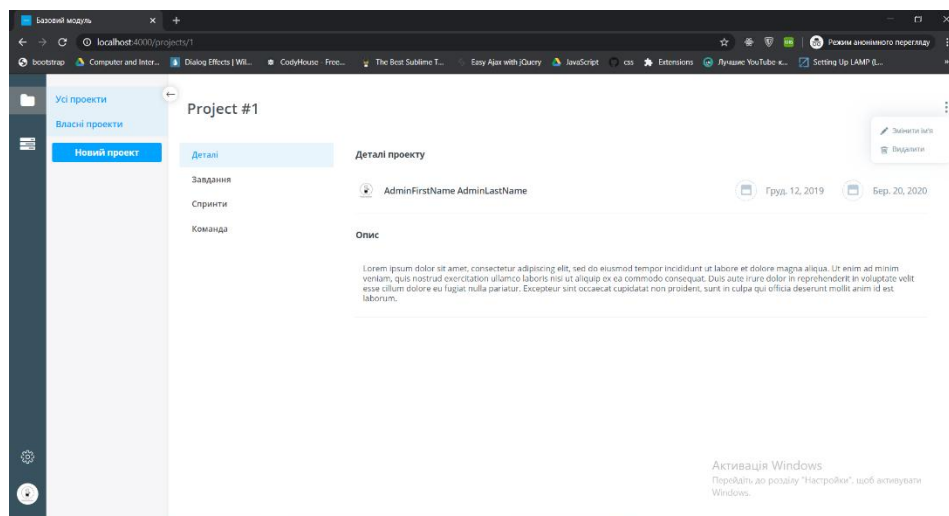 Базовий модуль
localhost:4000/projects/1
Режим анонімного перегляду
bootstrap Computer and Inter... Dialog Effects | Wil... CodyHouse - Free... The Best Sublime T... Easy Ajax with jQuery JavaScript css Extensions Лучшие YouTube-к... Setting Up LAMP (L...
Усі проекти
Власні проекти
Новий проект
Project #1
Змінити ім'я
Видалити
Деталі
Завдання
Спринти
Команда
Деталі проекту
AdminFirstName AdminLastName Груд. 12, 2019 Бер. 20, 2020
Опис
Lorem ipsum dolor sit amet, consectetur adipiscing elit, sed do eiusmod tempor incididunt ut labore et dolore magna aliqua. Ut enim ad minim
veniam, quis nostrud exercitation ullamco laboris nisi ut aliquip ex ea commodo consequat. Duis aute irure dolor in reprehenderit in voluptate velit
esse cillum dolore eu fugiat nulla pariatur. Excepteur sint occaecat cupidatat non proident, sunt in culpa qui officia deserunt mollit anim id est
laborum.
Активація Windows
Перейдіть до розділу "Настройки", щоб активувати
Windows.